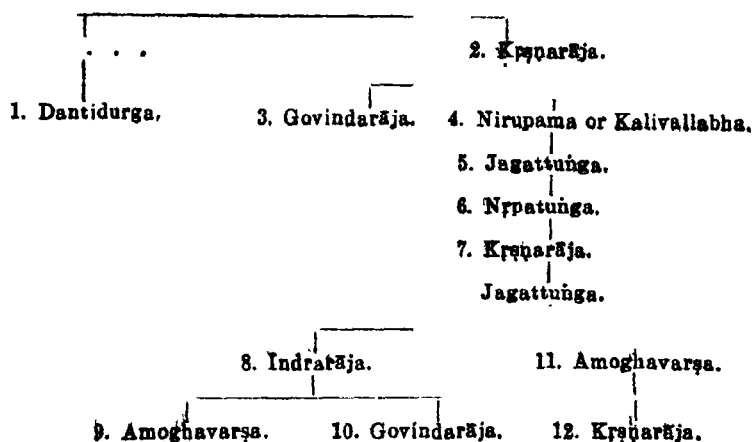 . . .
2. Kṛṣṇarāja.
1. Dantidurga. 3. Govindarāja. 4. Nirupama or Kalivallabha.
5. Jagattuṅga.
6. Nṛpatuṅga.
7. Kṛṣṇarāja.
Jagattuṅga.
8. Indrarāja. 11. Amoghavarṣa.
9. Amoghavarṣa. 10. Govindarāja. 12. Kṛṣṇarāja.